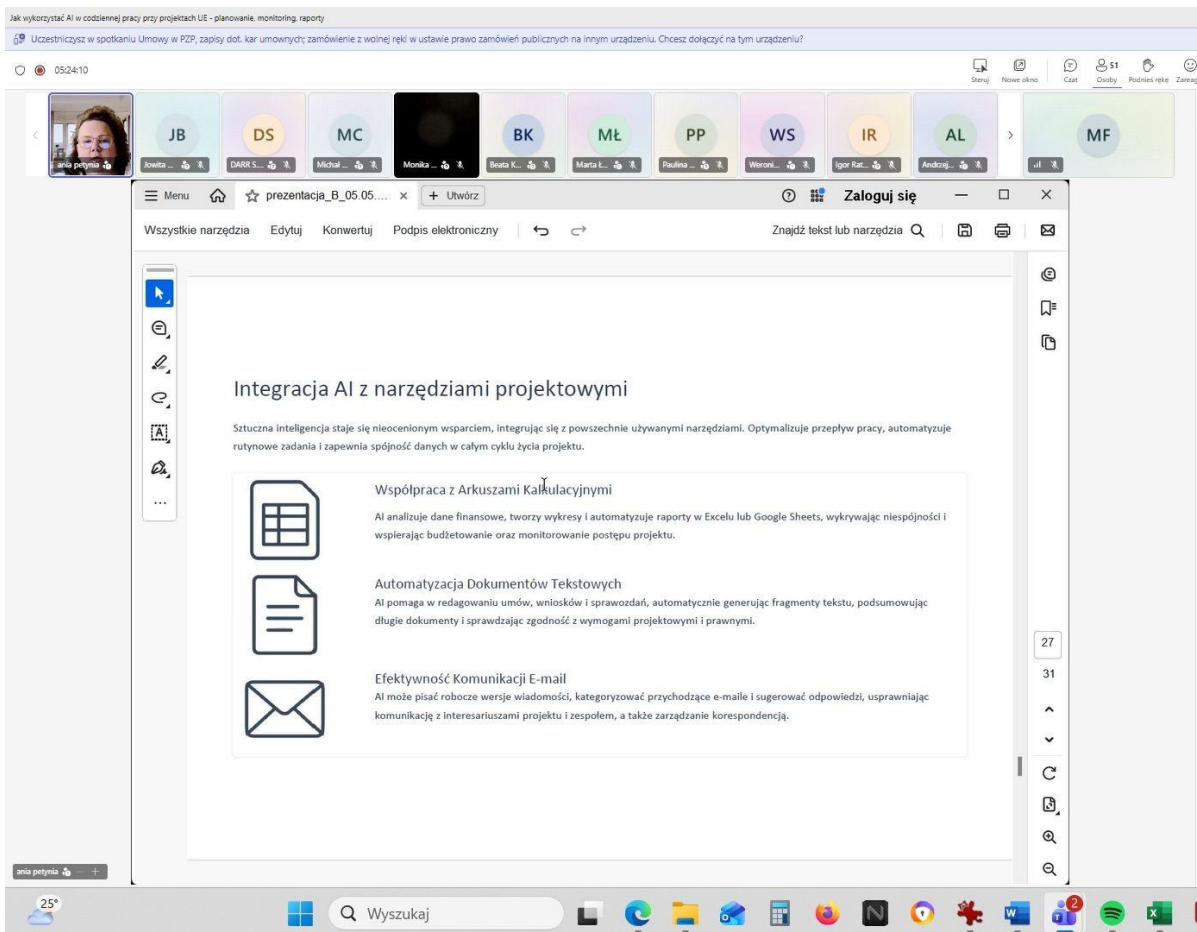 Jak wykorzystać AI w codziennej pracy przy projektach UE - planowanie, monitoring, raporty
Uczestniczysz w spotkaniu Umowy w PZP, zapisy dot. kar umownych; zamówienie z wolnej ręki w ustawie prawo zamówień publicznych na innym urządzeniu. Chcesz dołączyć na tym urządzeniu?
05:24:10
Steruj
Nowe okno
Czat
51
Osoby
Podnieś rękę
Zareag
JB
DS
MC
BK
MŁ
PP
WS
IR
AL
MF
ania petynia
Jowita ...
DARR S...
Michał ...
Monika ...
Beata K...
Marta Ł...
Paulina ...
Weroni...
Igor Rat...
Andrzej...
Menu
prezentacja_B_05.05....
Utwórz
Zaloguj się
Wszystkie narzędzia
Edytuj
Konwertuj
Podpis elektroniczny
Znajdź tekst lub narzędzia
Integracja AI z narzędziami projektowymi
Sztuczna inteligencja staje się nieocenionym wsparciem, integrując się z powszechnie używanymi narzędziami. Optymalizuje przepływ pracy, automatyzuje
rutynowe zadania i zapewnia spójność danych w całym cyklu życia projektu.
Współpraca z Arkuszami Kalkulacyjnymi
AI analizuje dane finansowe, tworzy wykresy i automatyzuje raporty w Excelu lub Google Sheets, wykrywając niespójności i
wspierając budżetowanie oraz monitorowanie postępu projektu.
Automatyzacja Dokumentów Tekstowych
AI pomaga w redagowaniu umów, wniosków i sprawozdań, automatycznie generując fragmenty tekstu, podsumowując
długie dokumenty i sprawdzając zgodność z wymogami projektowymi i prawnymi.
Efektywność Komunikacji E-mail
AI może pisać robocze wersje wiadomości, kategoryzować przychodzące e-maile i sugerować odpowiedzi, usprawniając
komunikację z interesariuszami projektu i zespołem, a także zarządzanie korespondencją.
27
31
ania petynia
25°
Wyszukaj
2